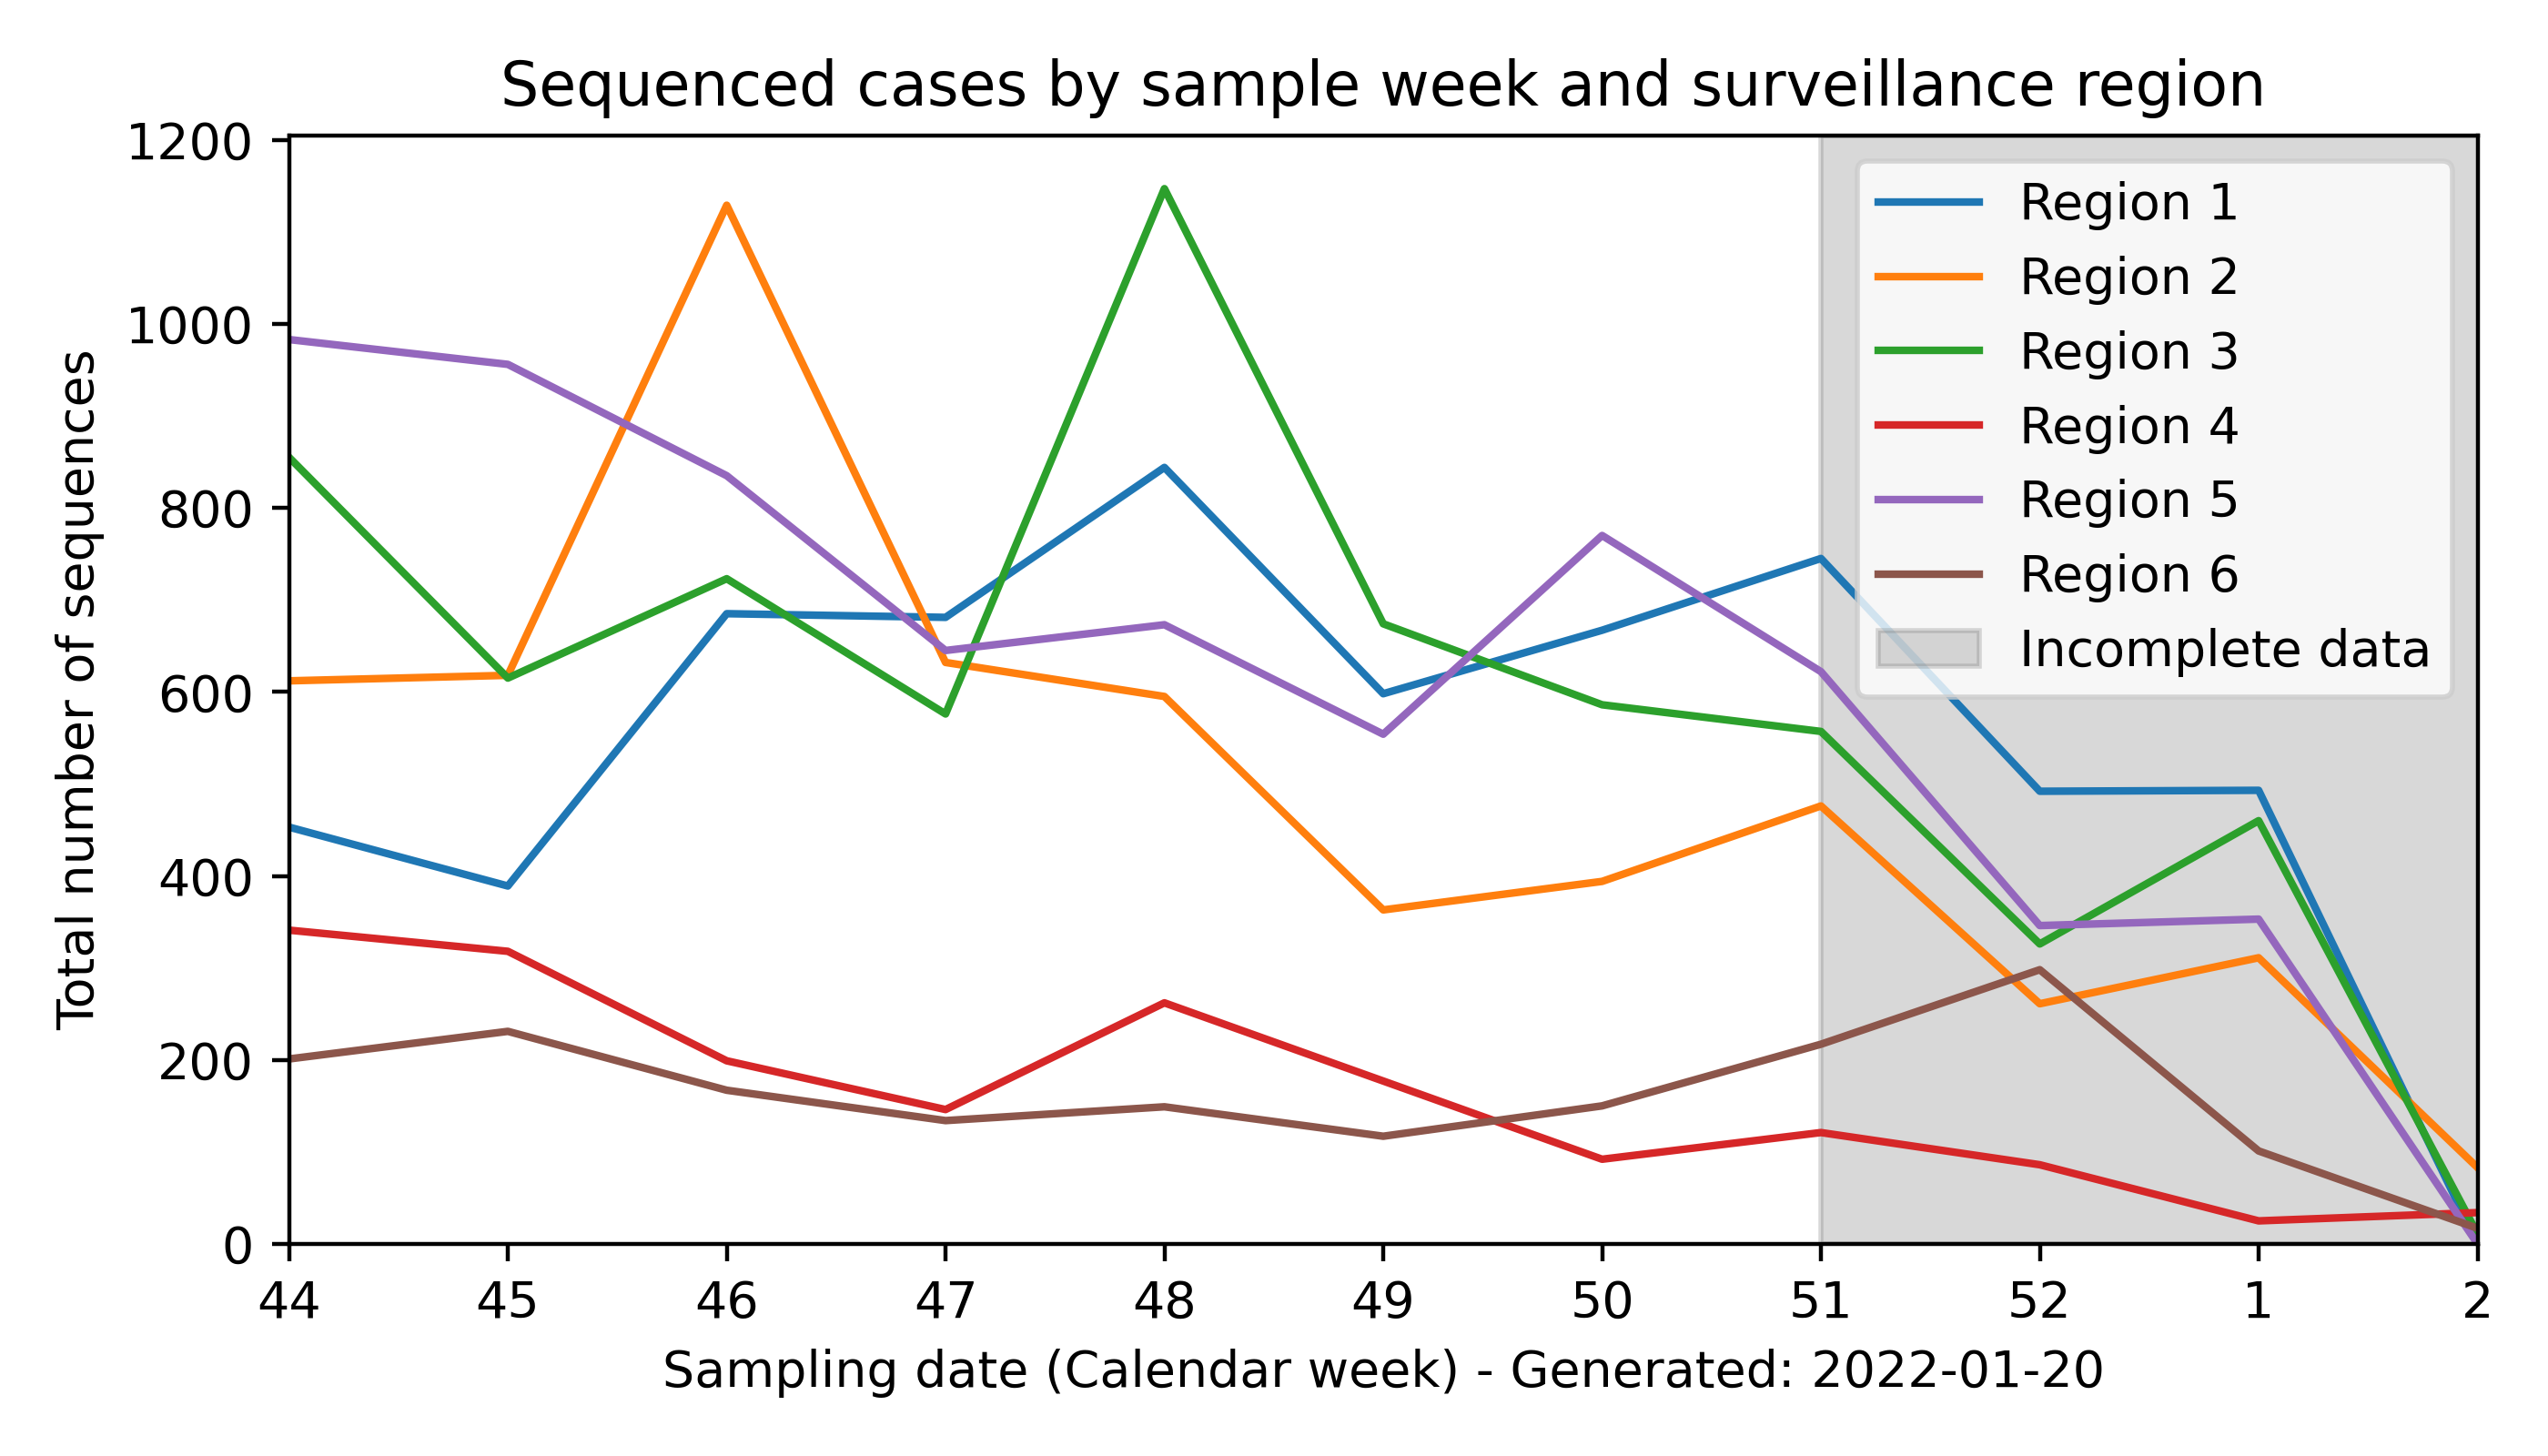 Sequenced cases by sample week and surveillance region
1200
1000
800
600
400
200
0
Total number of sequences
Region 1
Region 2
Region 3
Region 4
Region 5
Region 6
Incomplete data
44 45 46 47 48 49 50 51 52 1 2
Sampling date (Calendar week) - Generated: 2022-01-20